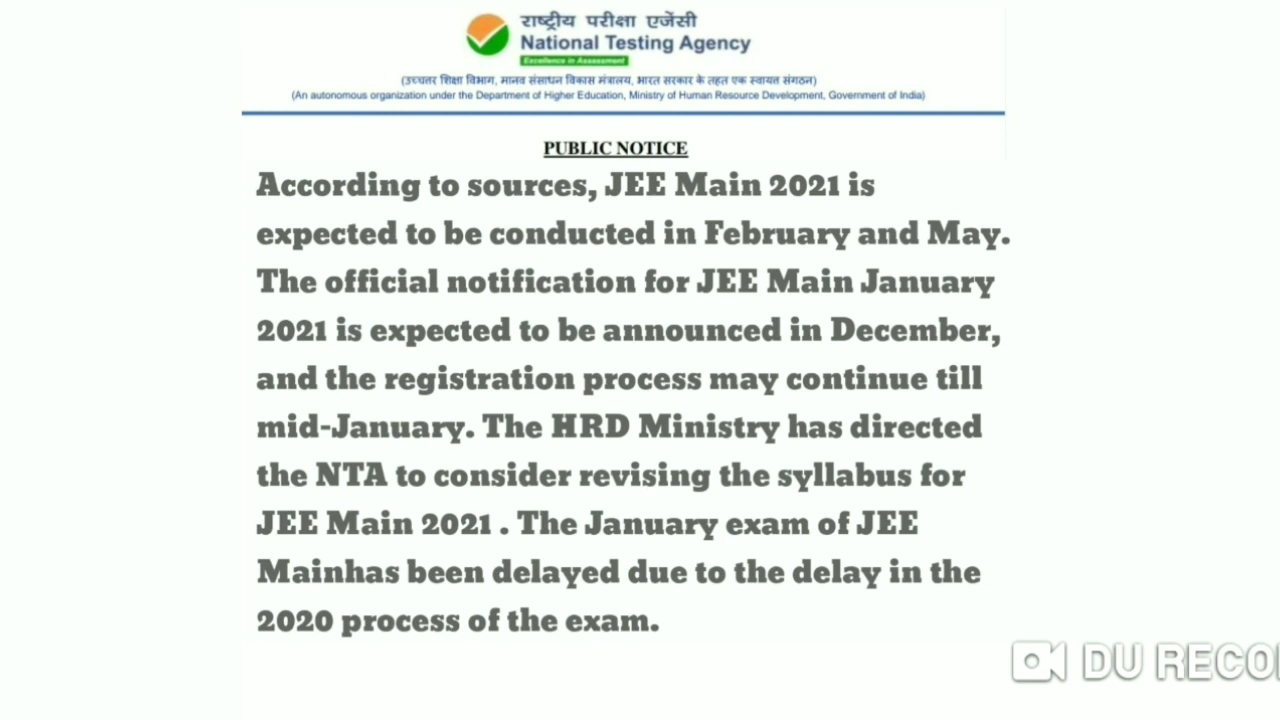 राष्ट्रीय परीक्षा एजेंसी
National Testing Agency
Excellence in Assessment
(उच्चतर शिक्षा विभाग, मानव संसाधन विकास मंत्रालय, भारत सरकार के तहत एक स्वायत्त संगठन)
(An autonomous organization under the Department of Higher Education, Ministry of Human Resource Development, Government of India)
PUBLIC NOTICE
According to sources, JEE Main 2021 is
expected to be conducted in February and May.
The official notification for JEE Main January
2021 is expected to be announced in December,
and the registration process may continue till
mid-January. The HRD Ministry has directed
the NTA to consider revising the syllabus for
JEE Main 2021 . The January exam of JEE
Mainhas been delayed due to the delay in the
2020 process of the exam.
DU RECO